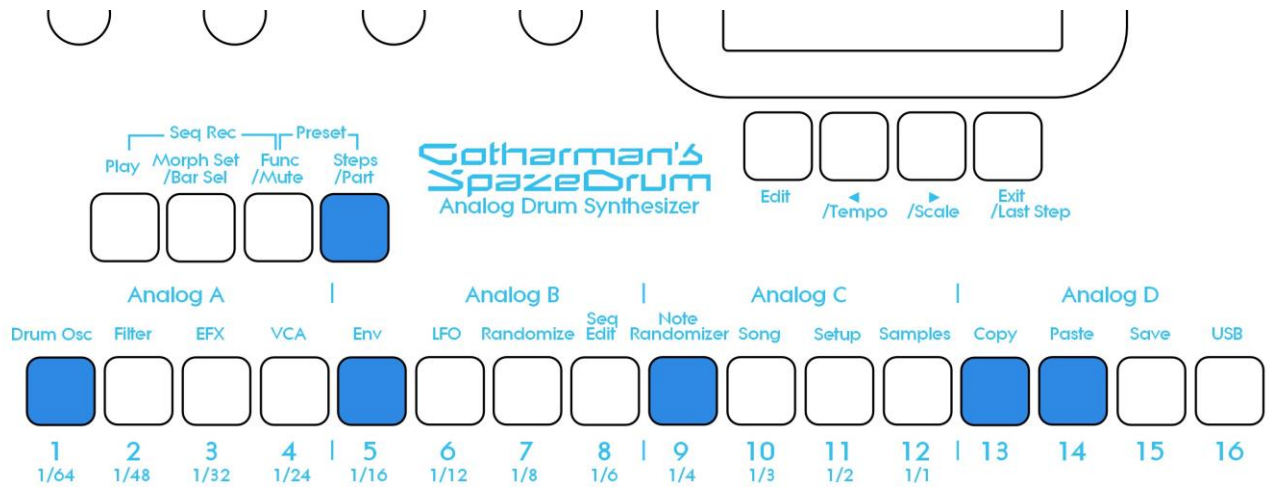 Seq Rec Preset
Play Morph Set /Bar Sel Func /Mute Steps /Part
Gotharman's
SpazeDrum
Analog Drum Synthesizer
Edit ◄ /Tempo ► /Scale Exit /Last Step
Analog A | Analog B | Analog C | Analog D
Drum Osc Filter EFX VCA Env LFO Randomize Seq Edit Note Randomizer Song Setup Samples Copy Paste Save USB
1 2 3 4 | 5 6 7 8 | 9 10 11 12 | 13 14 15 16
1/64 1/48 1/32 1/24 1/16 1/12 1/8 1/6 1/4 1/3 1/2 1/1